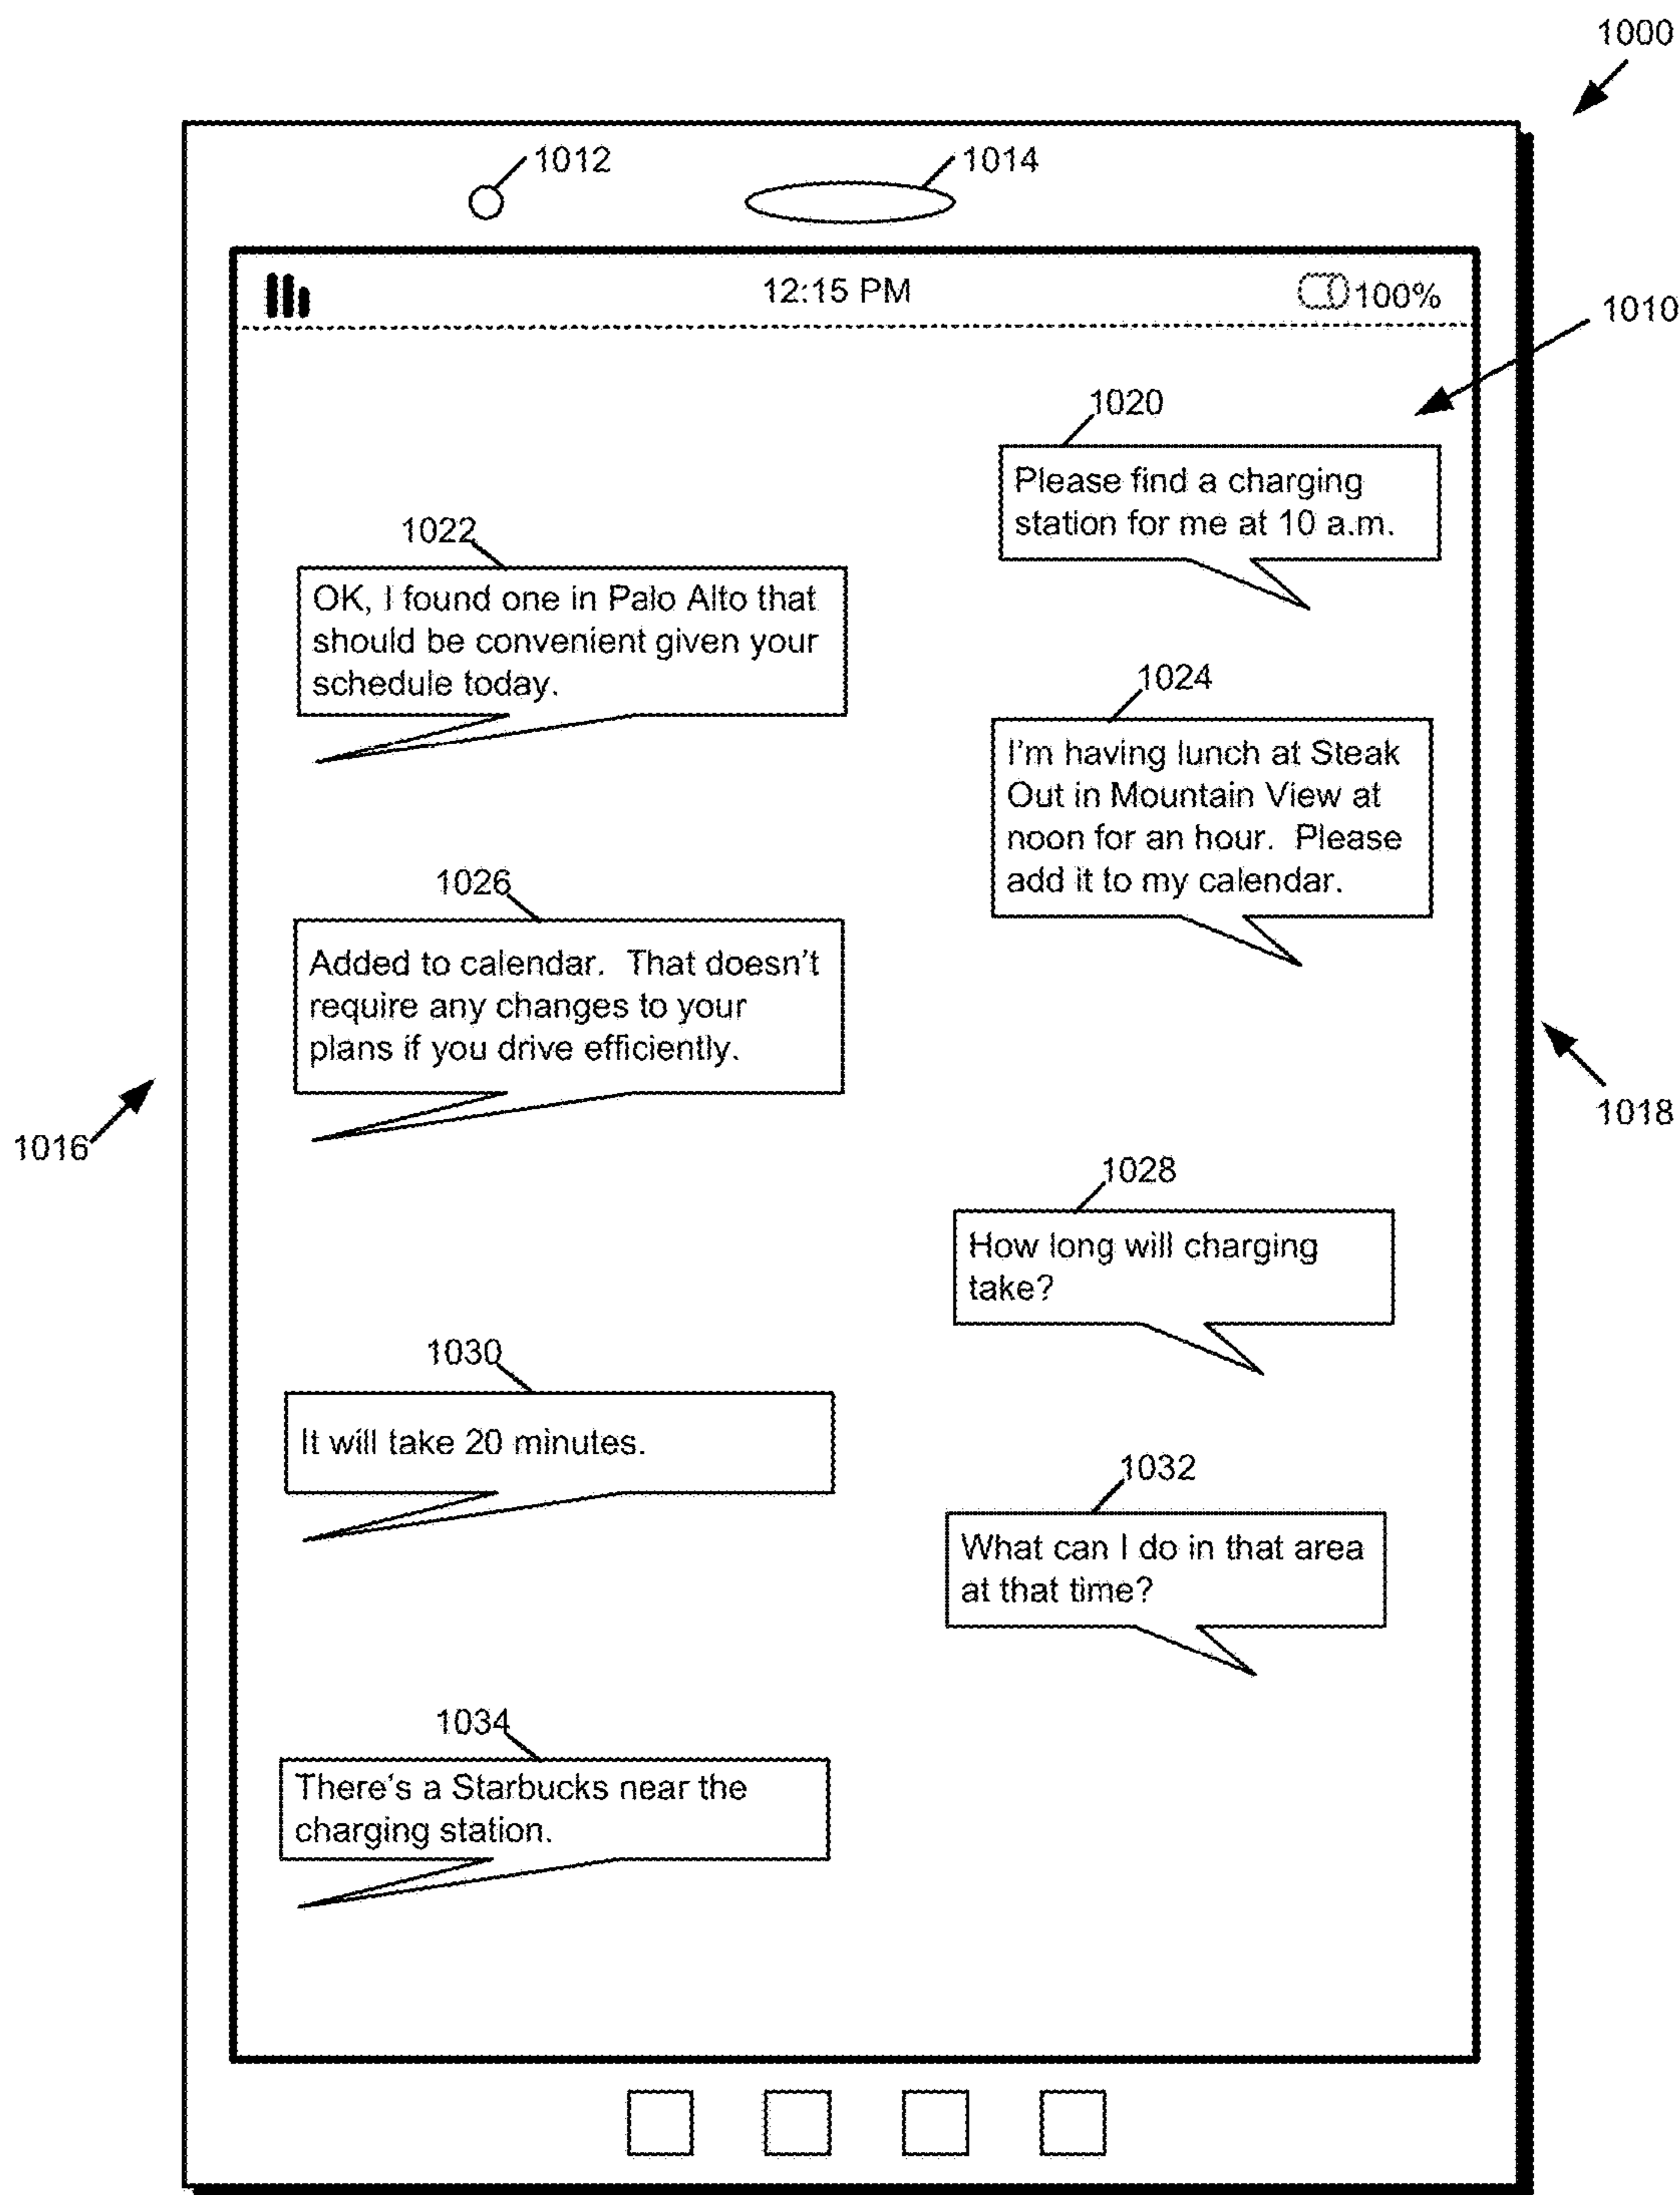 1000
1012
1014
12:15 PM
100%
1010
1020
Please find a charging
station for me at 10 a.m.
1022
OK, I found one in Palo Alto that
should be convenient given your
schedule today.
1024
I'm having lunch at Steak
Out in Mountain View at
noon for an hour.  Please
add it to my calendar.
1026
Added to calendar.  That doesn't
require any changes to your
plans if you drive efficiently.
1016
1018
1028
How long will charging
take?
1030
It will take 20 minutes.
1032
What can I do in that area
at that time?
1034
There's a Starbucks near the
charging station.